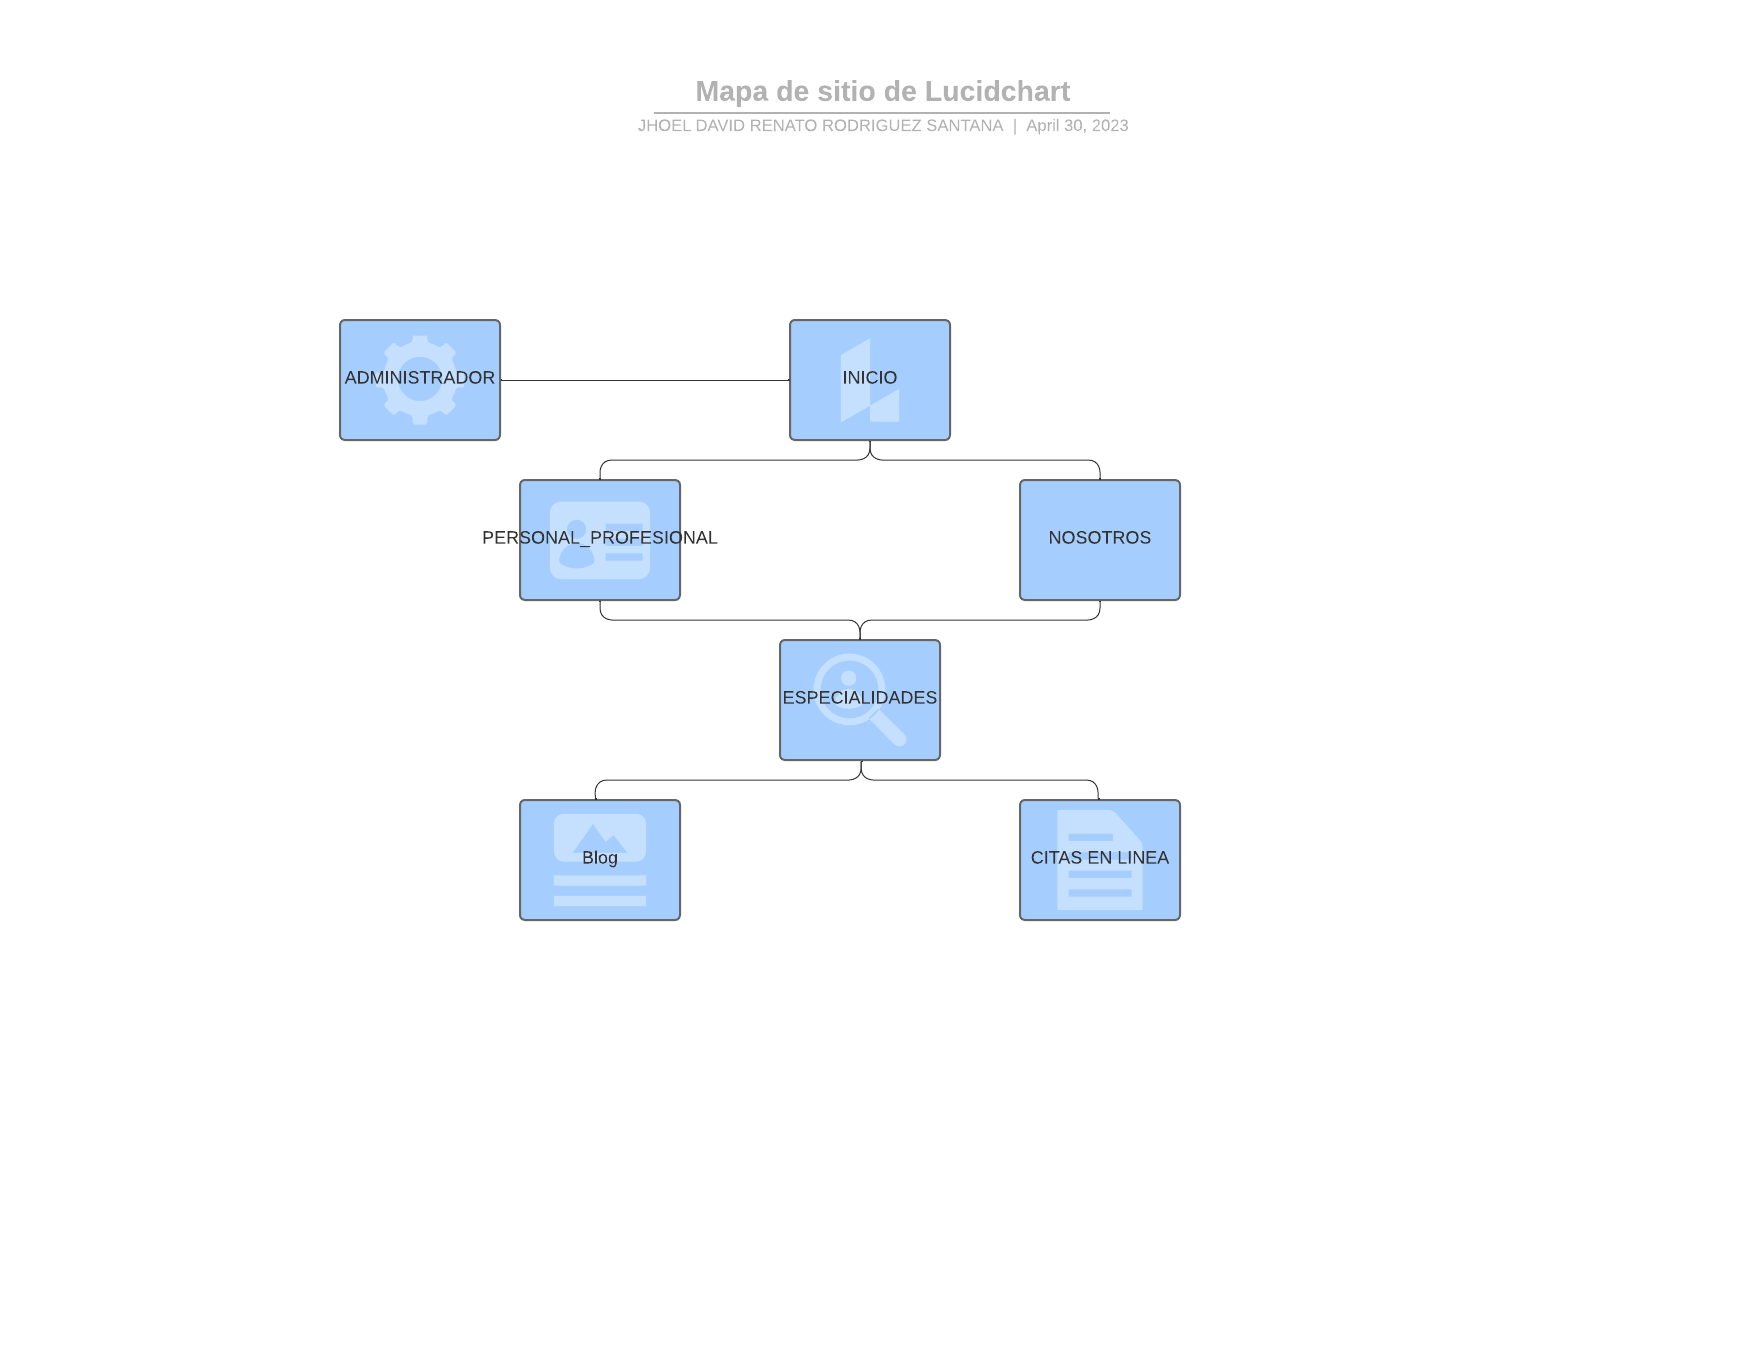 Mapa de sitio de Lucidchart
JHOEL DAVID RENATO RODRIGUEZ SANTANA | April 30, 2023
ADMINISTRADOR
INICIO
PERSONAL_PROFESIONAL
NOSOTROS
ESPECIALIDADES
Blog
CITAS EN LINEA